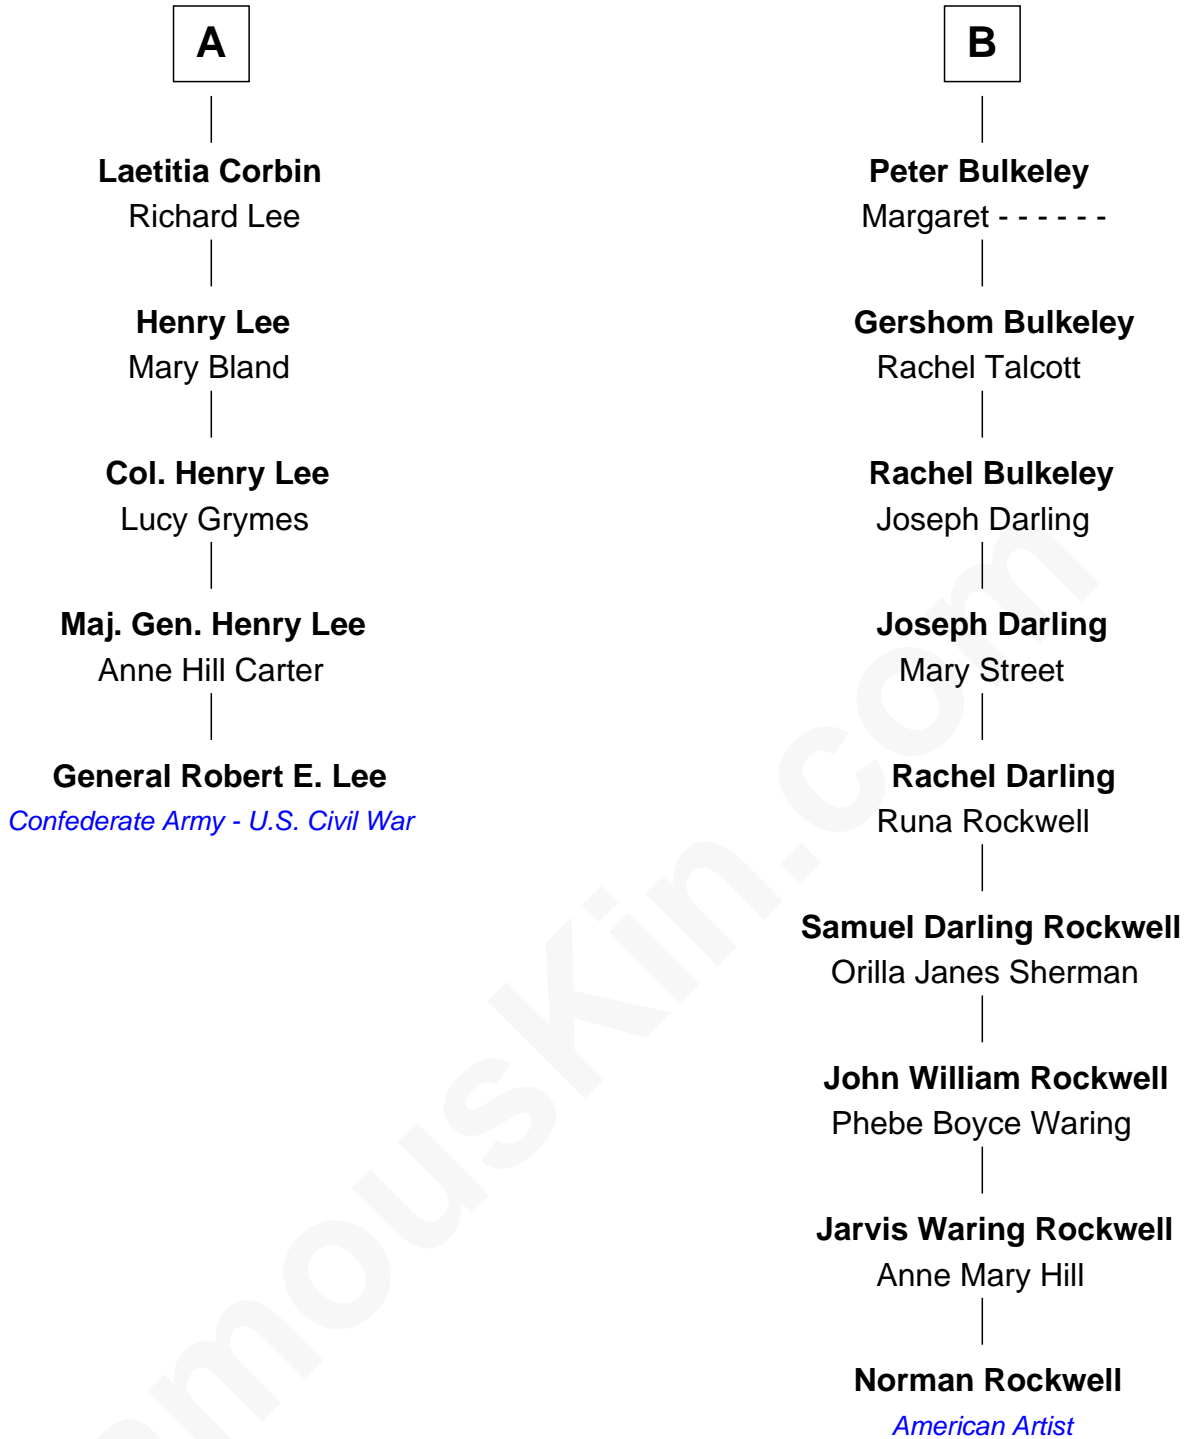 A
Laetitia Corbin
Richard Lee
Henry Lee
Mary Bland
Col. Henry Lee
Lucy Grymes
Maj. Gen. Henry Lee
Anne Hill Carter
General Robert E. Lee
Confederate Army - U.S. Civil War
B
Peter Bulkeley
Margaret - - - - - -
Gershom Bulkeley
Rachel Talcott
Rachel Bulkeley
Joseph Darling
Joseph Darling
Mary Street
Rachel Darling
Runa Rockwell
Samuel Darling Rockwell
Orilla Janes Sherman
John William Rockwell
Phebe Boyce Waring
Jarvis Waring Rockwell
Anne Mary Hill
Norman Rockwell
American Artist
amouskin.com